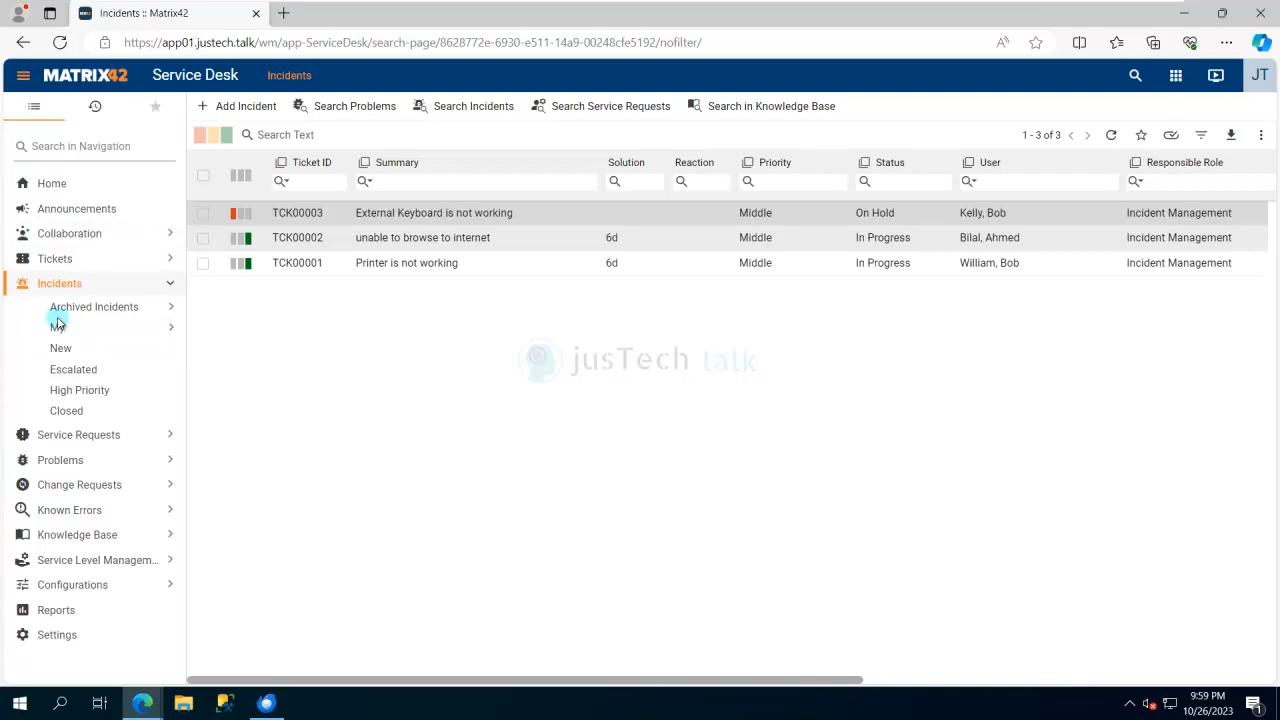 Incidents :: Matrix42
https://app01.justech.talk/wm/app-ServiceDesk/search-page/8628772e-6930-e511-14a9-00248cfe5192/nofilter/
MATRIX42 Service Desk Incidents JT
Add Incident Search Problems Search Incidents Search Service Requests Search in Knowledge Base
Search in Navigation
Home
Announcements
Collaboration
Tickets
Incidents
Archived Incidents
My
New
Escalated
High Priority
Closed
Service Requests
Problems
Change Requests
Known Errors
Knowledge Base
Service Level Managem...
Configurations
Reports
Settings
Search Text 1 - 3 of 3
Ticket ID Summary Solution Reaction Priority Status User Responsible Role
TCK00003 External Keyboard is not working Middle On Hold Kelly, Bob Incident Management
TCK00002 unable to browse to internet 6d Middle In Progress Bilal, Ahmed Incident Management
TCK00001 Printer is not working 6d Middle In Progress William, Bob Incident Management
jusTech talk
9:59 PM
10/26/2023
1